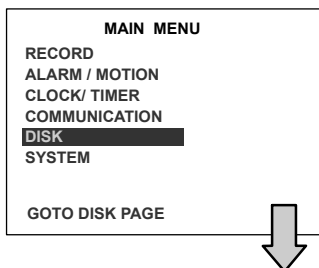 MAIN MENU
RECORD
ALARM / MOTION
CLOCK/ TIMER
COMMUNICATION
DISK
SYSTEM
GOTO DISK PAGE